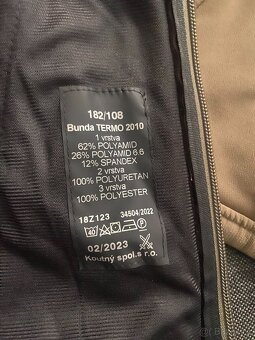 182/108
Bunda TERMO 2010
1 vrstva
62% POLYAMID
26% POLYAMID 6.6
12% SPANDEX
2 vrstva
100% POLYURETAN
3 vrstva
100% POLYESTER
18Z123 34504/2022
40
02/2023
Koutný spol.s r.o.